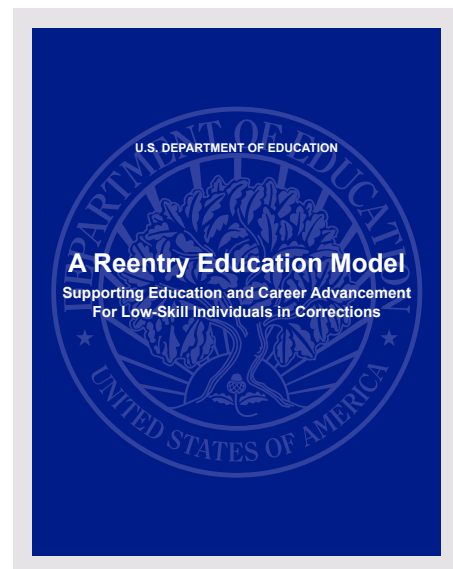 U.S. DEPARTMENT OF EDUCATION
A Reentry Education Model
Supporting Education and Career Advancement
For Low-Skill Individuals in Corrections
DEPARTMENT OF EDUCATION
UNITED STATES OF AMERICA